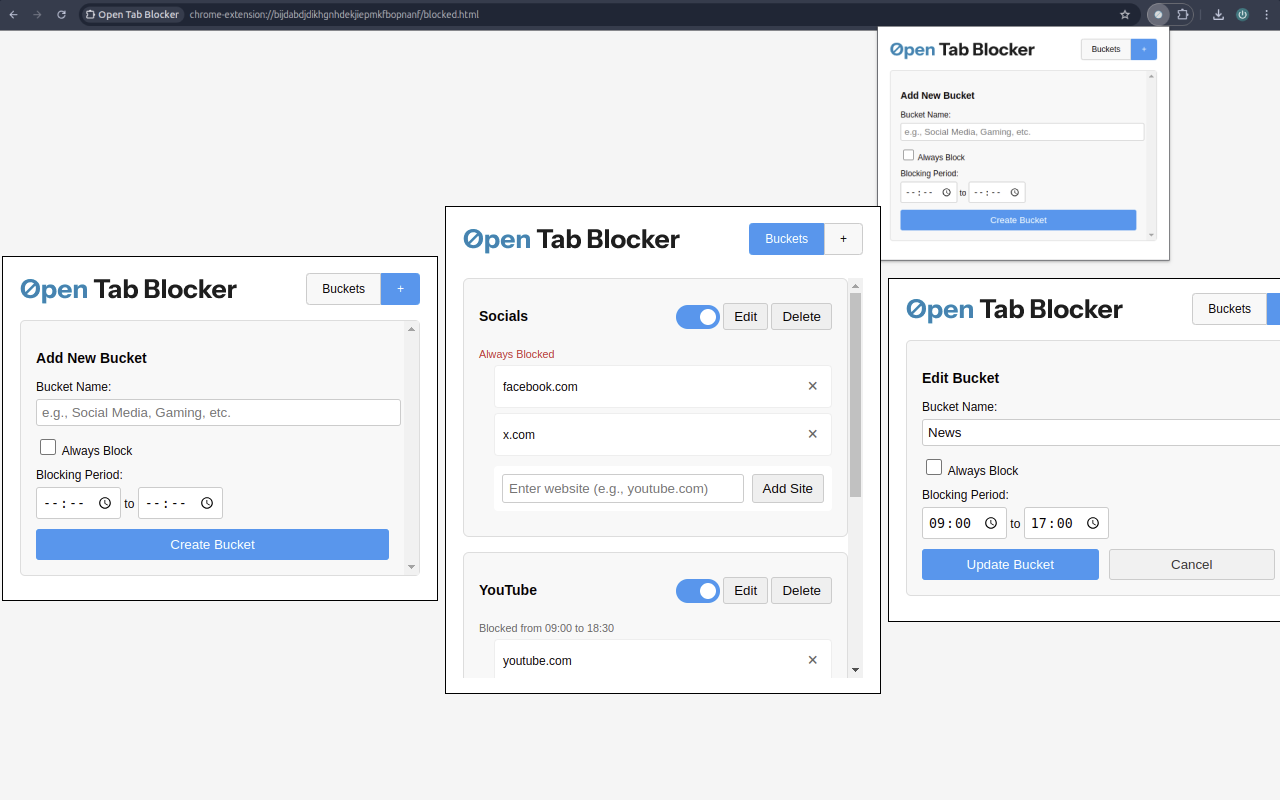 Open Tab Blocker chrome-extension://bijdabdjdikhgnhdekjiepmkfbopnanf/blocked.html
Open Tab Blocker
Buckets +
Add New Bucket
Bucket Name:
e.g., Social Media, Gaming, etc.
Always Block
Blocking Period:
--:-- to --:--
Create Bucket
Open Tab Blocker
Buckets +
Add New Bucket
Bucket Name:
e.g., Social Media, Gaming, etc.
Always Block
Blocking Period:
--:-- to --:--
Create Bucket
Open Tab Blocker
Buckets +
Socials
Edit Delete
Always Blocked
facebook.com ×
x.com ×
Enter website (e.g., youtube.com) Add Site
YouTube
Edit Delete
Blocked from 09:00 to 18:30
youtube.com ×
Open Tab Blocker
Buckets
Edit Bucket
Bucket Name:
News
Always Block
Blocking Period:
09:00 to 17:00
Update Bucket Cancel